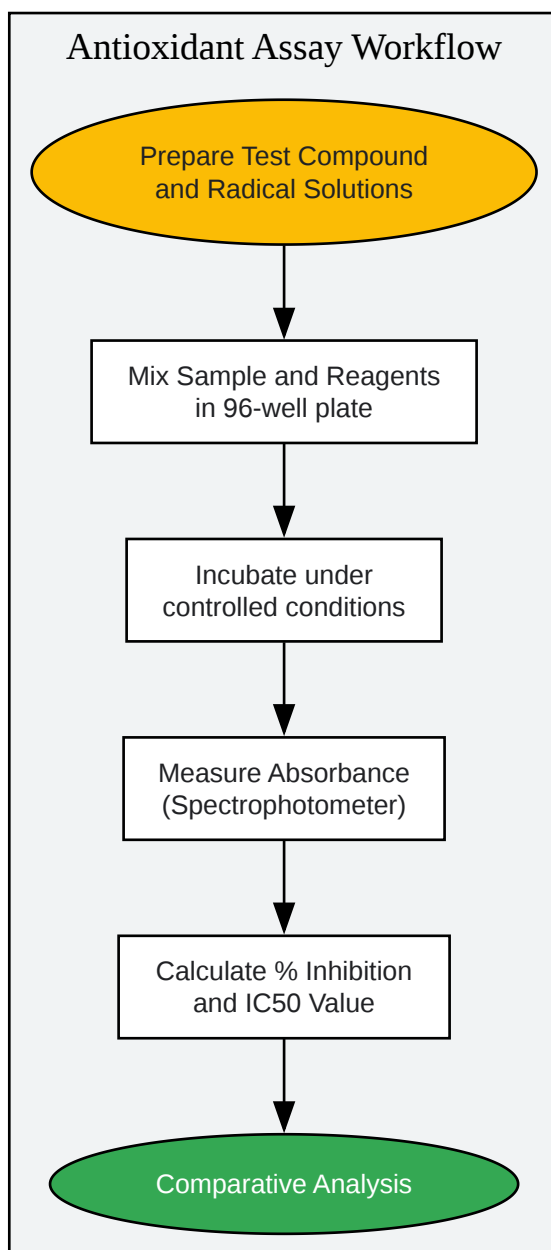 Antioxidant Assay Workflow
Prepare Test Compound
and Radical Solutions
Mix Sample and Reagents
in 96-well plate
Incubate under
controlled conditions
Measure Absorbance
(Spectrophotometer)
Calculate % Inhibition
and IC50 Value
Comparative Analysis